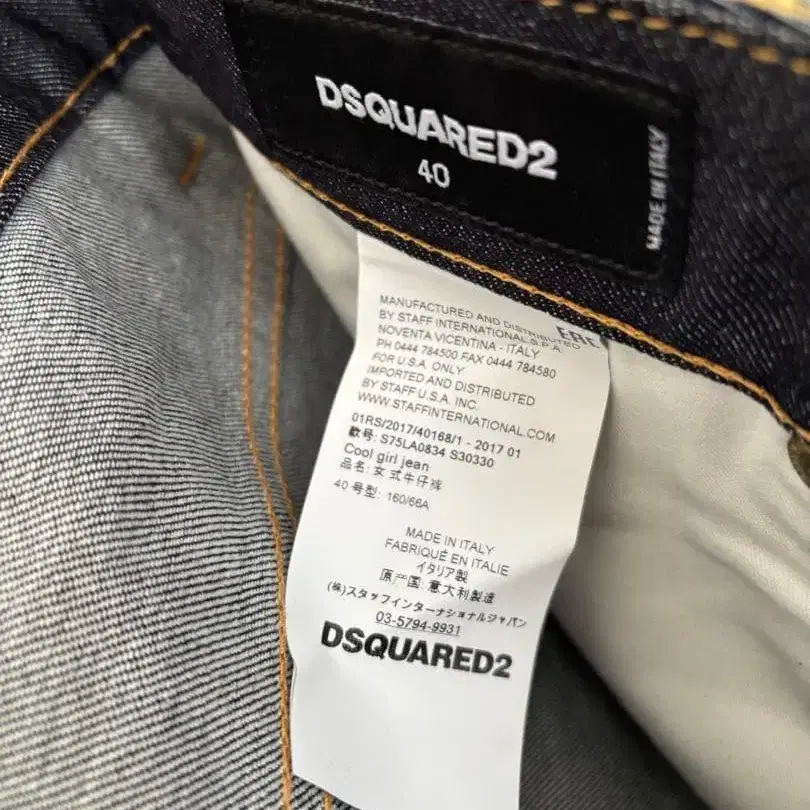 DSQUARED2
40
MADE IN ITALY
MANUFACTURED AND DISTRIBUTED
BY STAFF INTERNATIONAL S.P.A.
NOVENTA VICENTINA - ITALY
PH 0444 784500 FAX 0444 784580
FOR U.S.A. ONLY
IMPORTED AND DISTRIBUTED
BY STAFF U.S.A. INC.
WWW.STAFFINTERNATIONAL.COM
EAC
01RS/2017/40168/1 - 2017 01
款号: S75LA0834 S30330
Cool girl jean
品名: 女式牛仔裤
40 号型: 160/66A
MADE IN ITALY
FABRIQUÉ EN ITALIE
イタリア製
原产国: 意大利製造
(株)スタッフインターナショナルジャパン
03-5794-9931
DSQUARED2